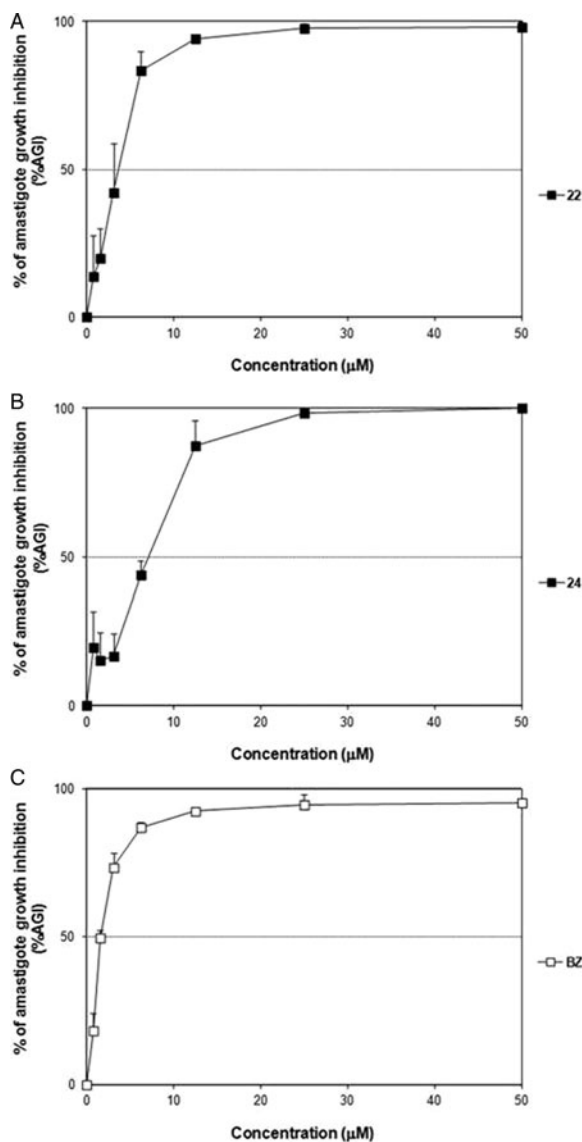 A
% of amastigote growth inhibition
(%AGI)
100
50
0
0 10 20 30 40 50
Concentration (µM)
22
B
% of amastigote growth inhibition
(%AGI)
100
50
0
0 10 20 30 40 50
Concentration (µM)
24
C
% of amastigote growth inhibition
(%AGI)
100
50
0
0 10 20 30 40 50
Concentration (µM)
BZ